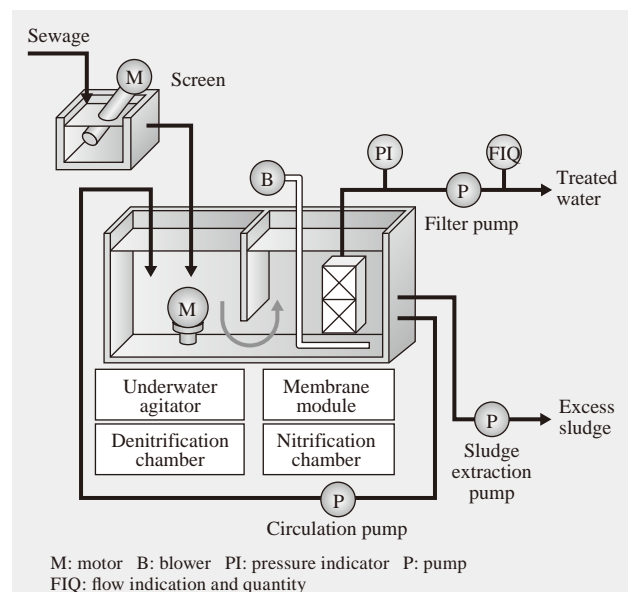 Sewage
M
Screen
PI
FIQ
B
P
Treated
water
Filter pump
M
Underwater
agitator
Membrane
module
Denitrification
chamber
Nitrification
chamber
P
Excess
sludge
Sludge
extraction
pump
P
Circulation pump
M: motor B: blower PI: pressure indicator P: pump
FIQ: flow indication and quantity